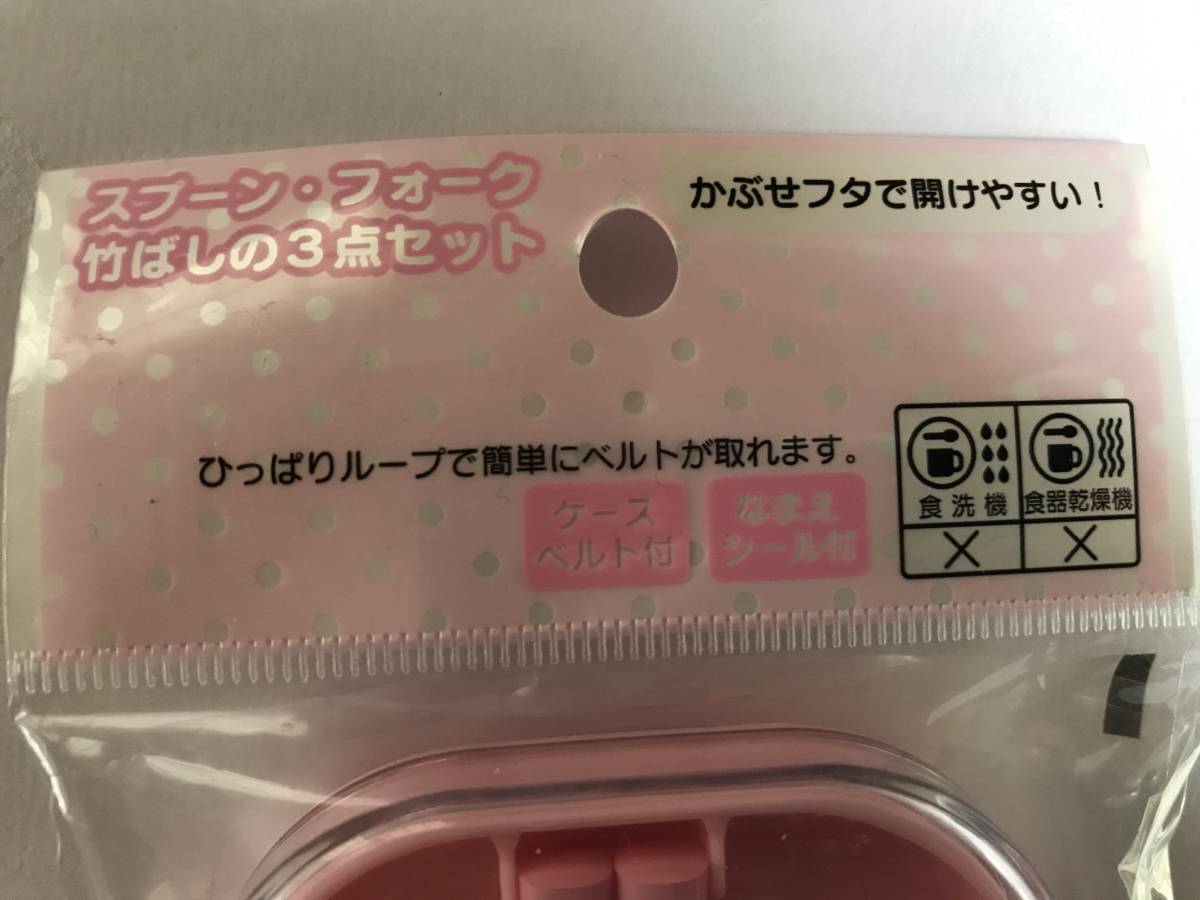 スプーン・フォーク
竹ばしの3点セット
かぶせフタで開けやすい！
ひっぱりループで簡単にベルトが取れます。
ケース
ベルト付
なまえ
シール付
食洗機
食器乾燥機
×
×